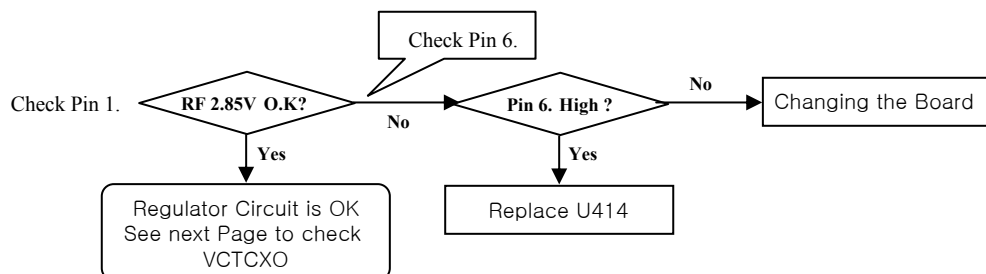 Check Pin 6.
Check Pin 1.
RF 2.85V O.K?
No
Pin 6. High ?
No
Changing the Board
Yes
Yes
Regulator Circuit is OK
See next Page to check
VCTCXO
Replace U414